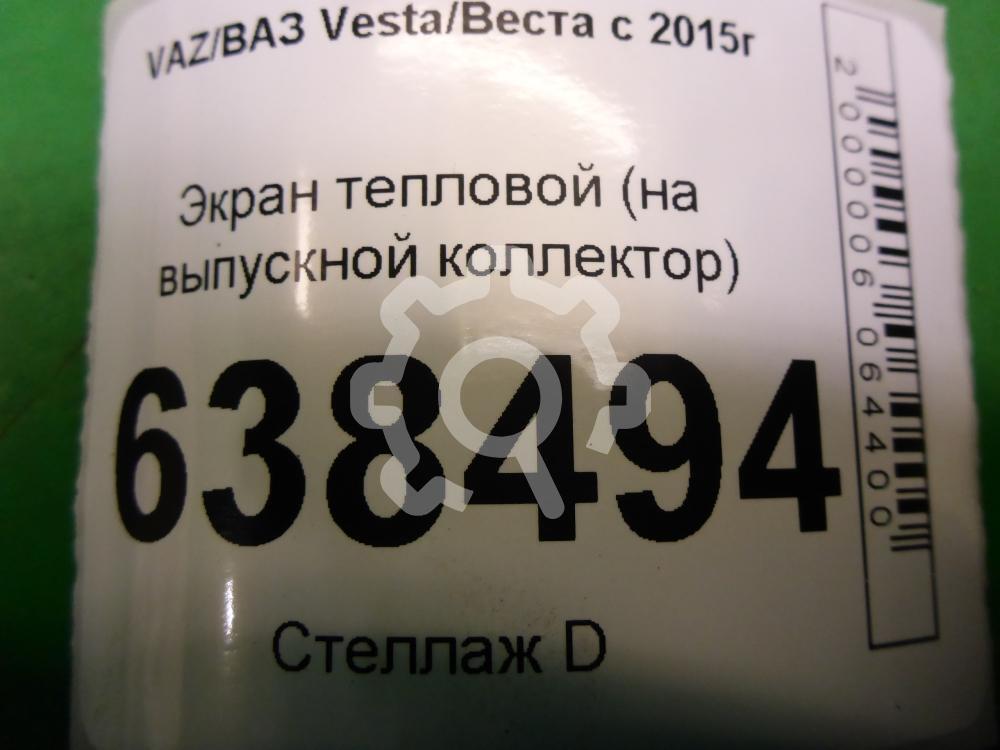 VAZ/ВАЗ Vesta/Веста с 2015г
Экран тепловой (на
выпускной коллектор)
638494
Стеллаж D
2000006064400